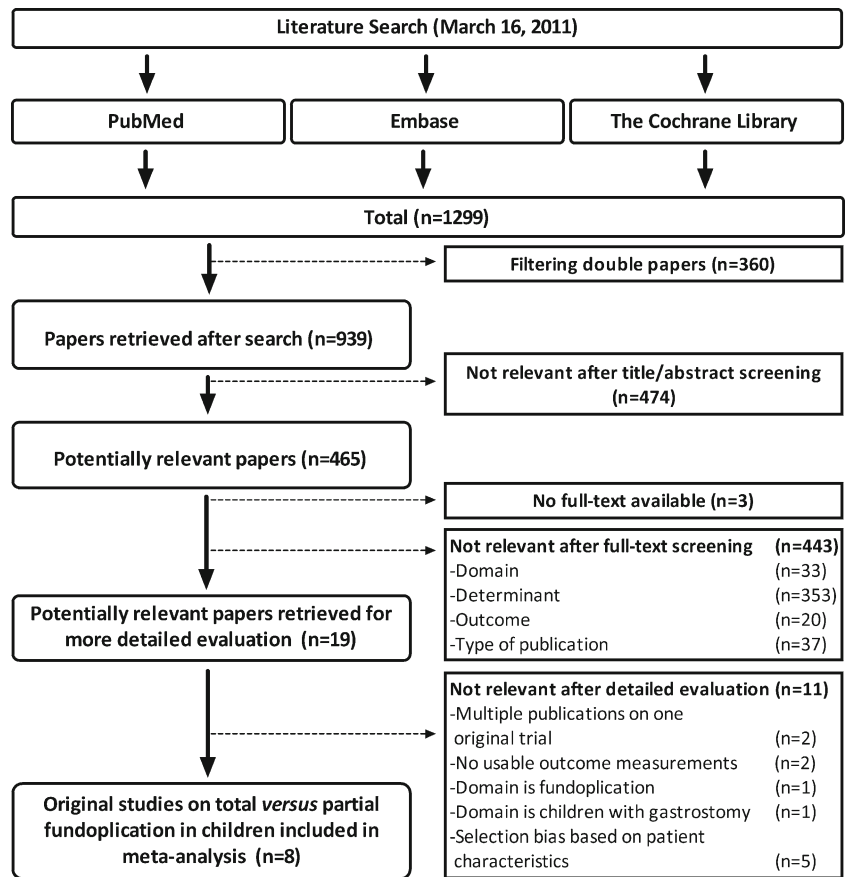 Literature Search (March 16, 2011)
PubMed
Embase
The Cochrane Library
Total (n=1299)
Filtering double papers (n=360)
Papers retrieved after search (n=939)
Not relevant after title/abstract screening
(n=474)
Potentially relevant papers (n=465)
No full-text available (n=3)
Not relevant after full-text screening (n=443)
-Domain (n=33)
-Determinant (n=353)
-Outcome (n=20)
-Type of publication (n=37)
Potentially relevant papers retrieved for
more detailed evaluation (n=19)
Not relevant after detailed evaluation (n=11)
-Multiple publications on one
original trial (n=2)
-No usable outcome measurements (n=2)
-Domain is fundoplication (n=1)
-Domain is children with gastrostomy (n=1)
-Selection bias based on patient
characteristics (n=5)
Original studies on total versus partial
fundoplication in children included in
meta-analysis (n=8)